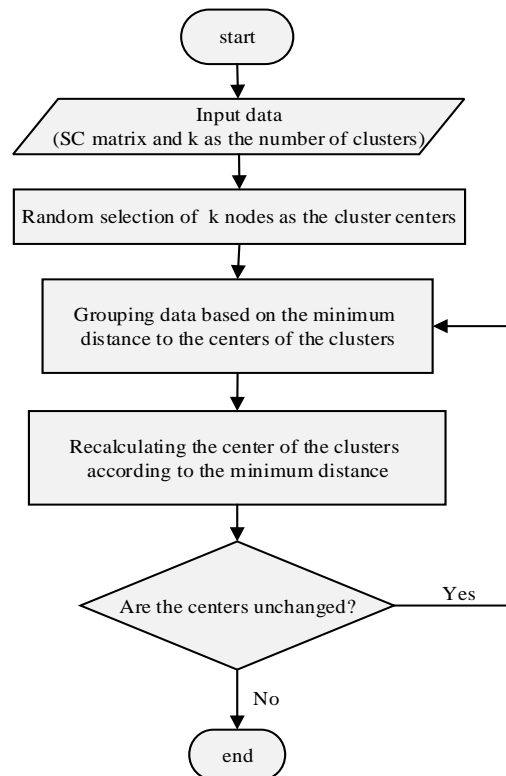 start
Input data
(SC matrix and k as the number of clusters)
Random selection of k nodes as the cluster centers
Grouping data based on the minimum
distance to the centers of the clusters
Recalculating the center of the clusters
according to the minimum distance
Are the centers unchanged?
Yes
No
end